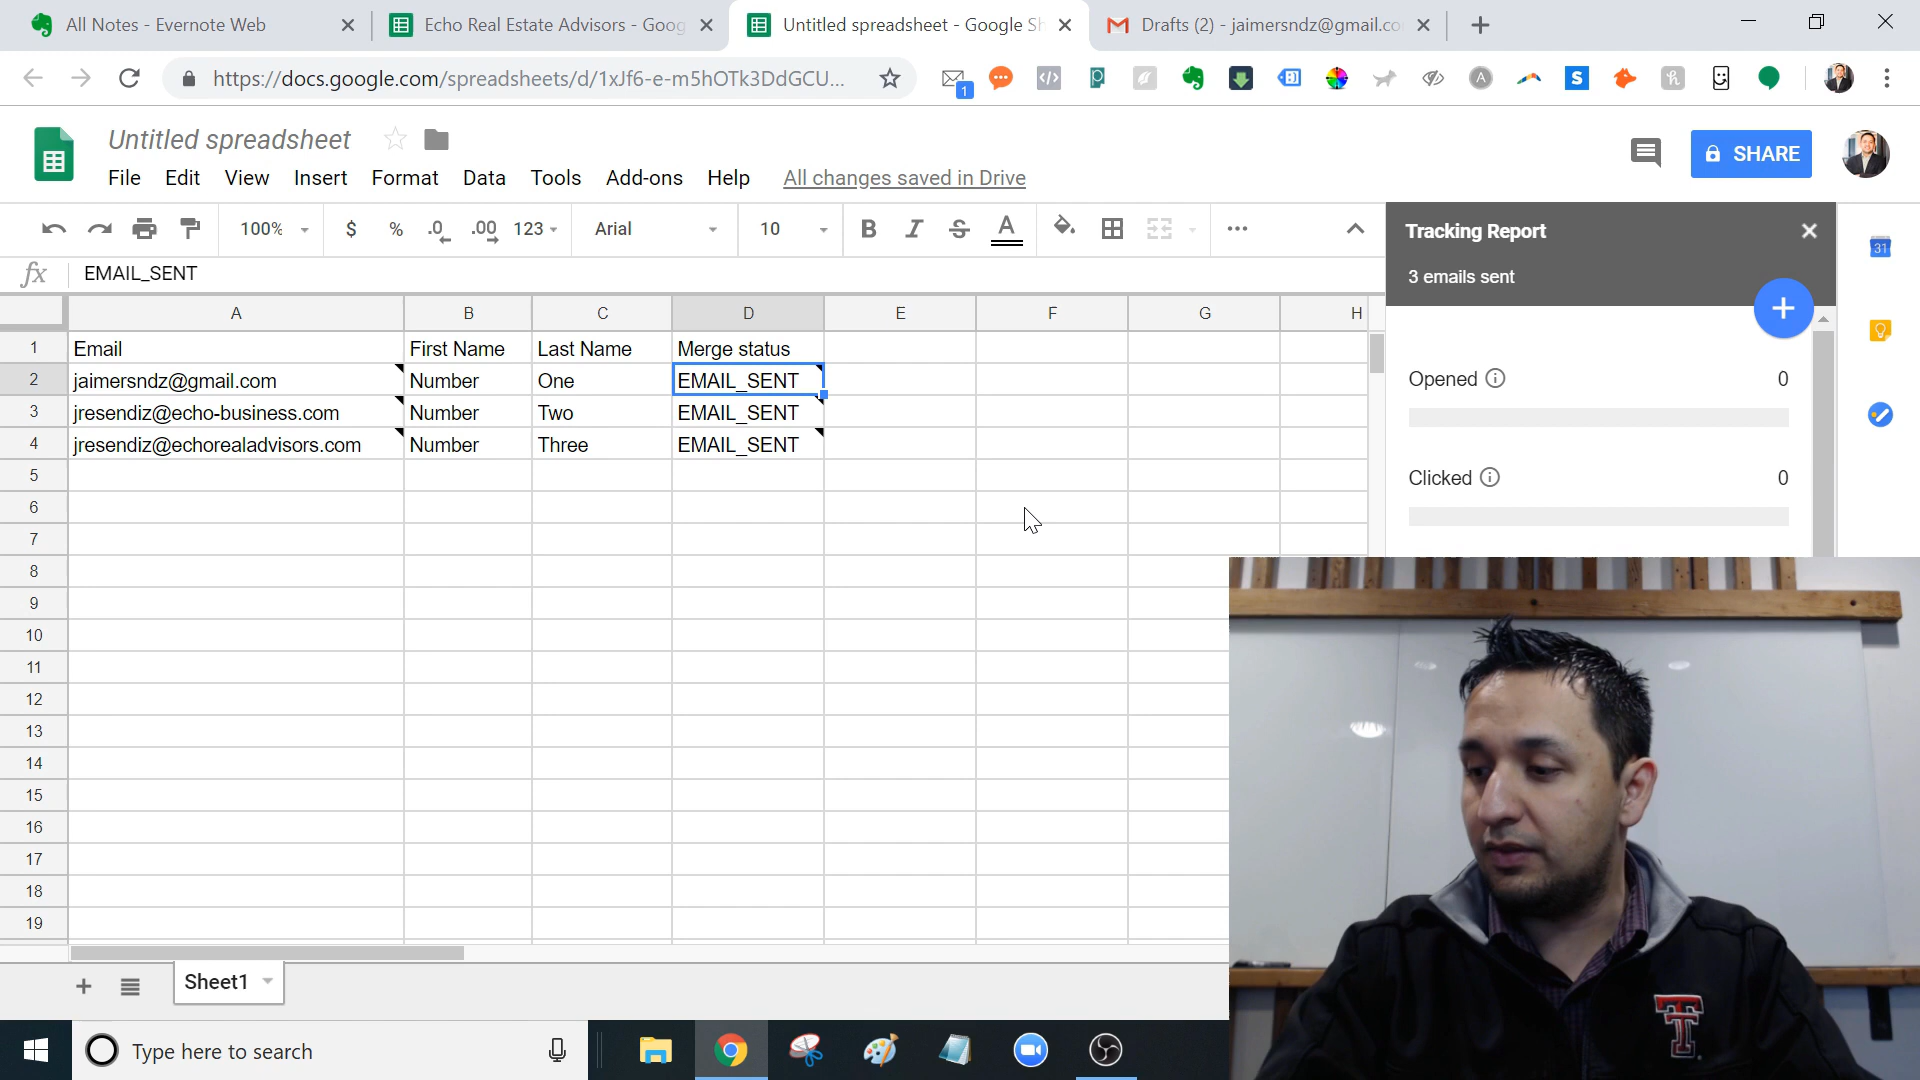 All Notes - Evernote Web
Echo Real Estate Advisors - Goog
Untitled spreadsheet - Google Sh
Drafts (2) - jaimersndz@gmail.co
https://docs.google.com/spreadsheets/d/1xJf6-e-m5hOTk3DdGCU...
1
Untitled spreadsheet
File Edit View Insert Format Data Tools Add-ons Help All changes saved in Drive
SHARE
100% $ % .0 .00 123 Arial 10 B I S A
fx EMAIL_SENT
A B C D E F G H
1 Email First Name Last Name Merge status
2 jaimersndz@gmail.com Number One EMAIL_SENT
3 jresendiz@echo-business.com Number Two EMAIL_SENT
4 jresendiz@echorealadvisors.com Number Three EMAIL_SENT
5
6
7
8
9
10
11
12
13
14
15
16
17
18
19
Tracking Report
3 emails sent
Opened 0
Clicked 0
31
Sheet1
Type here to search
T